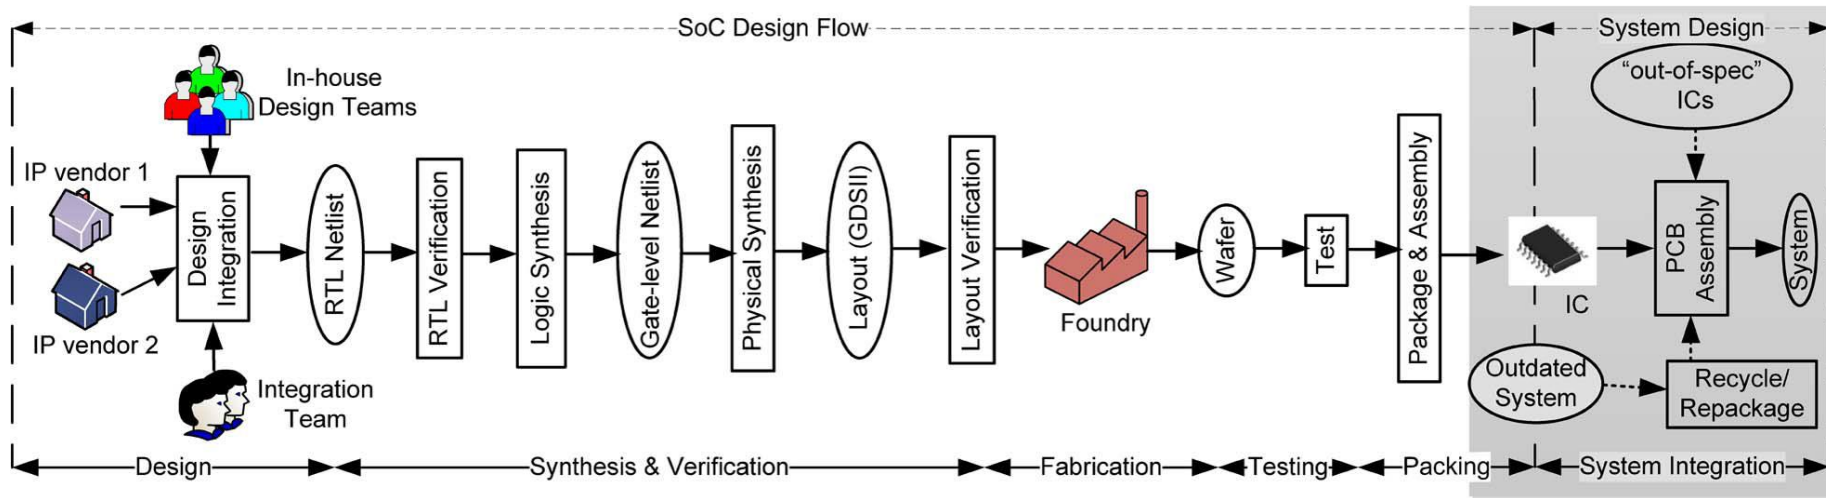 SoC Design Flow
System Design
In-house
Design Teams
IP vendor 1
IP vendor 2
Integration
Team
Design
Integration
RTL Netlist
RTL Verification
Logic Synthesis
Gate-level Netlist
Physical Synthesis
Layout (GDSII)
Layout Verification
Foundry
Wafer
Test
Package & Assembly
IC
"out-of-spec"
ICs
PCB
Assembly
System
Outdated
System
Recycle/
Repackage
Design
Synthesis & Verification
Fabrication
Testing
Packing
System Integration